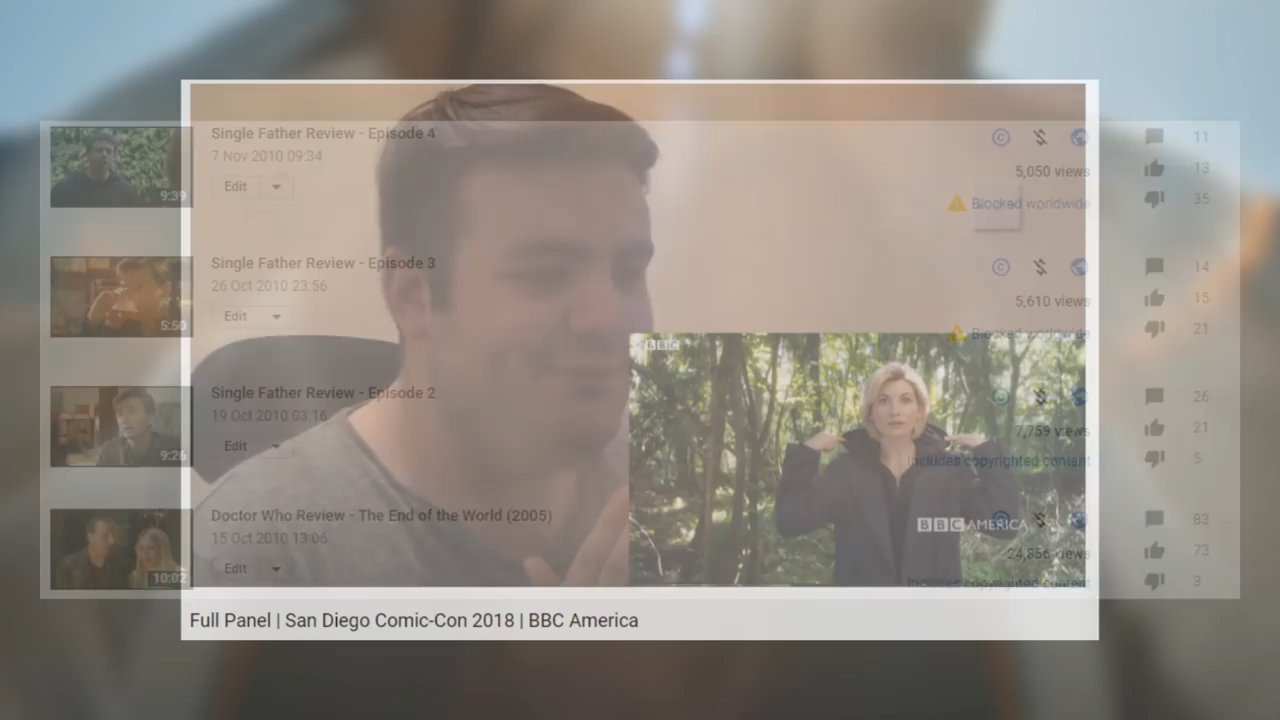 Single Father Review - Episode 4
7 Nov 2010 09:34
Edit
9:39
5,050 views
Blocked worldwide
11
13
35
Single Father Review - Episode 3
26 Oct 2010 23:56
Edit
5:50
5,610 views
Blocked worldwide
14
15
21
BBC
Single Father Review - Episode 2
19 Oct 2010 03:16
Edit
9:26
7,759 views
Includes copyrighted content
26
21
5
Doctor Who Review - The End of the World (2005)
15 Oct 2010 13:06
Edit
10:02
BBC AMERICA
24,856 views
Includes copyrighted content
83
73
3
Full Panel | San Diego Comic-Con 2018 | BBC America